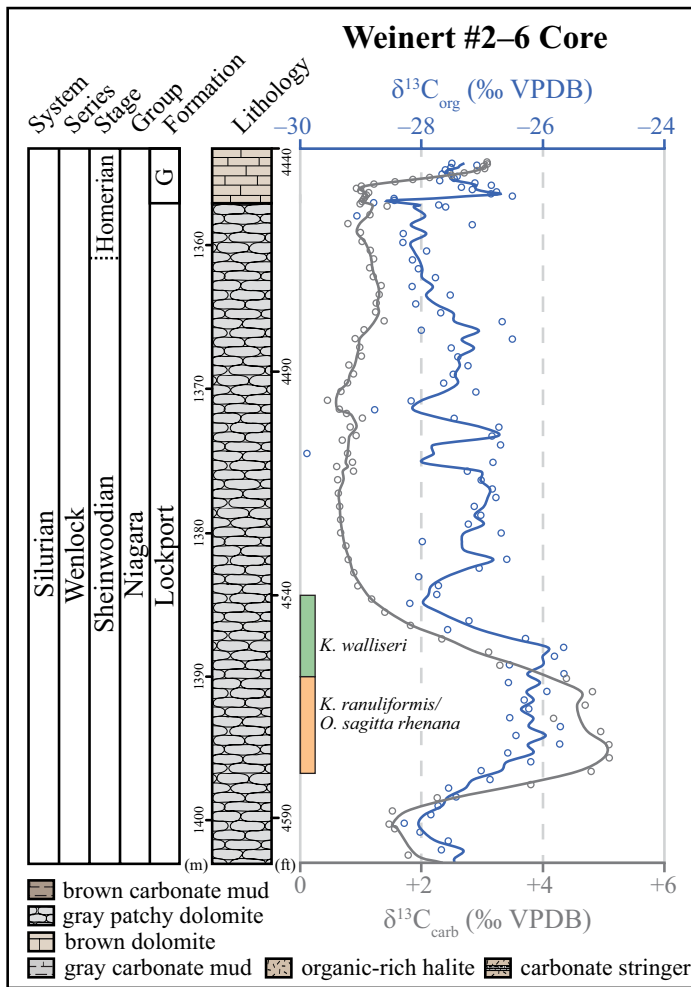 Weinert #2–6 Core
System
Series
Stage
Group
Formation
Lithology
δ¹³C_org (‰ VPDB)
–30 –28 –26 –24
Silurian
Wenlock
Homerian
Sheinwoodian
Niagara
G
Lockport
1360
1370
1380
1390
1400
(m)
4440
4490
4540
4590
(ft)
K. walliseri
K. ranuliformis/
O. sagitta rhenana
0 +2 +4 +6
δ¹³C_carb (‰ VPDB)
brown carbonate mud
gray patchy dolomite
brown dolomite
gray carbonate mud
organic-rich halite
carbonate stringer